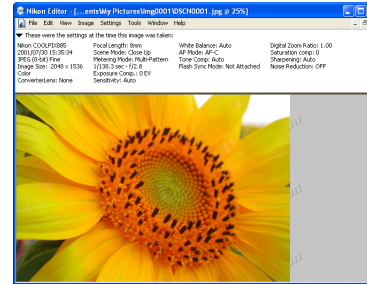 Nikon Editor - [...ents\My Pictures\Img0001\DSCN0001.jpg @ 25%]
File Edit View Image Settings Tools Window Help
These were the settings at the time this image was taken:
Nikon COOLPIX885 Focal Length: 8mm White Balance: Auto Digital Zoom Ratio: 1.00
2001/07/30 15:35:34 Scene Mode: Close Up AF Mode: AF-C Saturation comp: 0
JPEG (8-bit) Fine Metering Mode: Multi-Pattern Tone Comp: Auto Sharpening: Auto
Image Size: 2048 x 1536 1/138.3 sec - f/2.8 Flash Sync Mode: Not Attached Noise Reduction: OFF
Color Exposure Comp.: 0 EV
ConverterLens: None Sensitivity: Auto